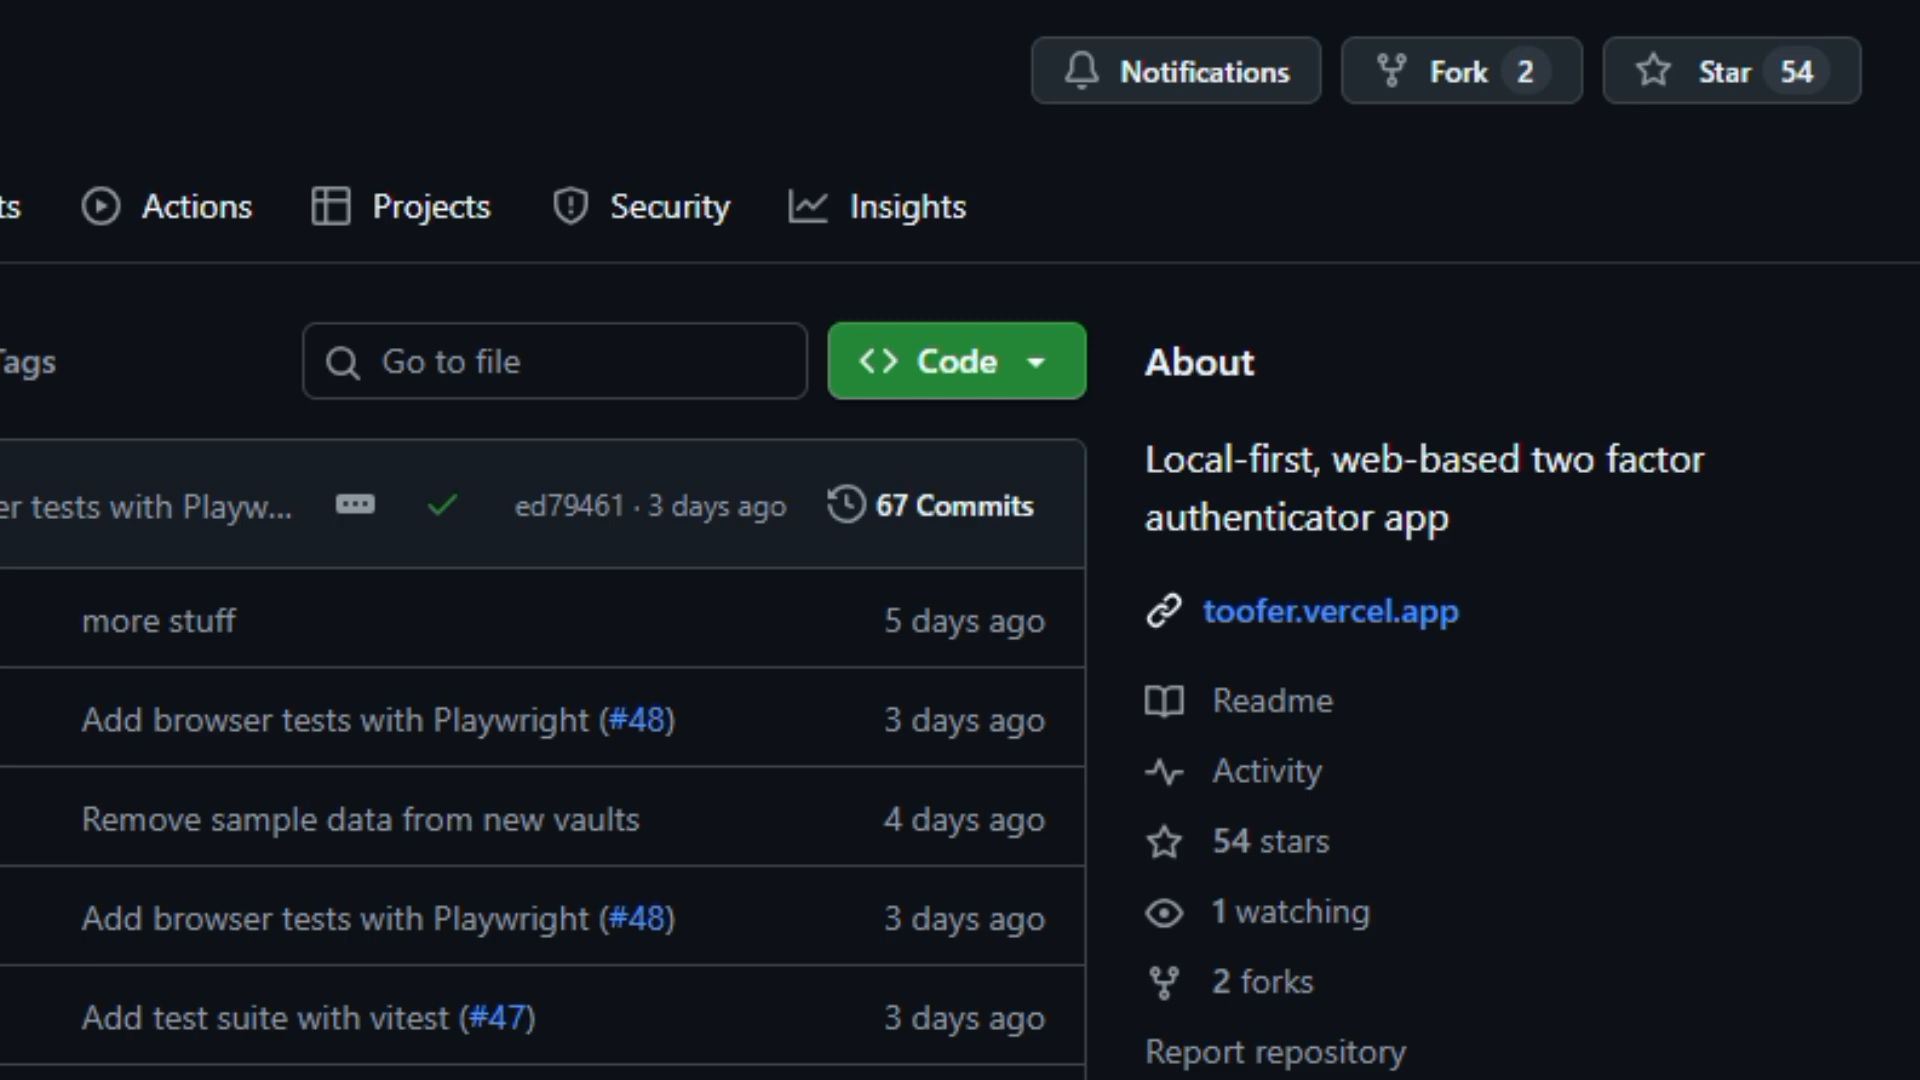 Notifications
Fork 2
Star 54
ts
Actions
Projects
Security
Insights
Tags
Go to file
Code
About
Local-first, web-based two factor
authenticator app
er tests with Playw...
ed79461 · 3 days ago
67 Commits
toofer.vercel.app
more stuff
5 days ago
Readme
Add browser tests with Playwright (#48)
3 days ago
Activity
Remove sample data from new vaults
4 days ago
54 stars
Add browser tests with Playwright (#48)
3 days ago
1 watching
2 forks
Add test suite with vitest (#47)
3 days ago
Report repository